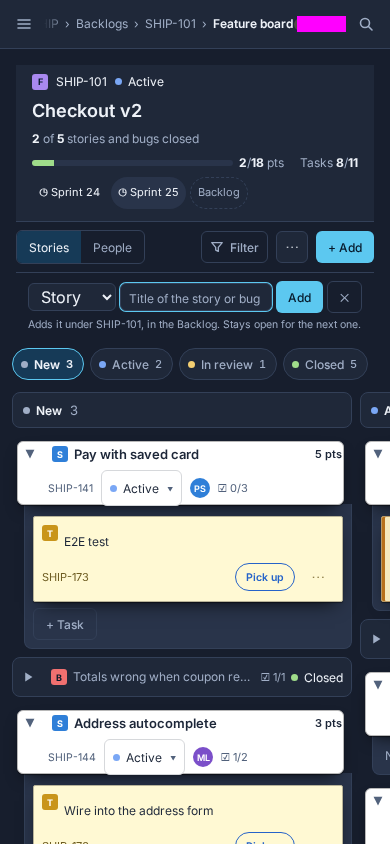 › Backlogs › SHIP-101 › Feature board
F SHIP-101 Active
Checkout v2
2 of 5 stories and bugs closed
2/18 pts Tasks 8/11
Sprint 24 Sprint 25 Backlog
Stories People Filter ··· + Add
Story Title of the story or bug Add
Adds it under SHIP-101, in the Backlog. Stays open for the next one.
New 3 Active 2 In review 1 Closed 5
New 3
S Pay with saved card 5 pts
SHIP-141 Active PS 0/3
T E2E test
SHIP-173 Pick up ···
+ Task
B Totals wrong when coupon re... 1/1 Closed
S Address autocomplete 3 pts
SHIP-144 Active ML 1/2
T Wire into the address form